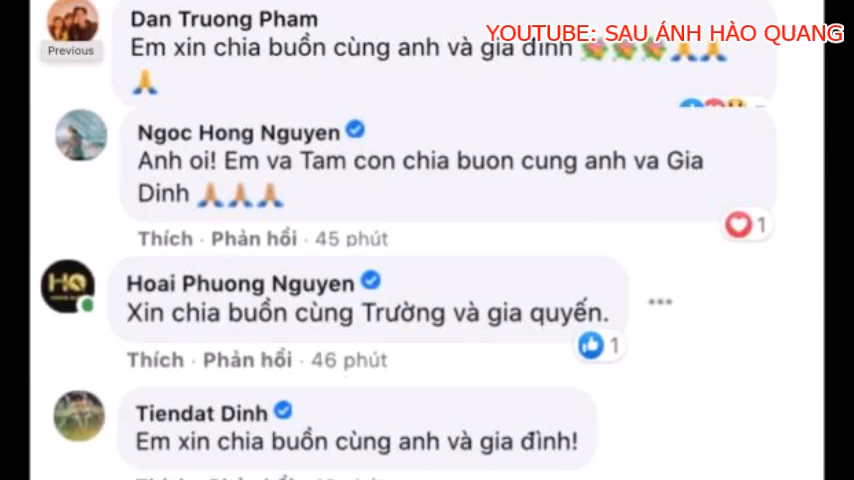 YOUTUBE: SAU ÁNH HÀO QUANG
Dan Truong Pham
Previous
Em xin chia buồn cùng anh và gia đình 💐💐💐🙏🙏
🙏
Ngoc Hong Nguyen
Anh oi! Em va Tam con chia buon cung anh va Gia
Dinh 🙏🏽🙏🏽🙏🏽
1
Thích · Phản hồi · 45 phút
HQ
Hoai Phuong Nguyen
Xin chia buồn cùng Trường và gia quyến.
1
Thích · Phản hồi · 46 phút
Tiendat Dinh
Em xin chia buồn cùng anh và gia đình!